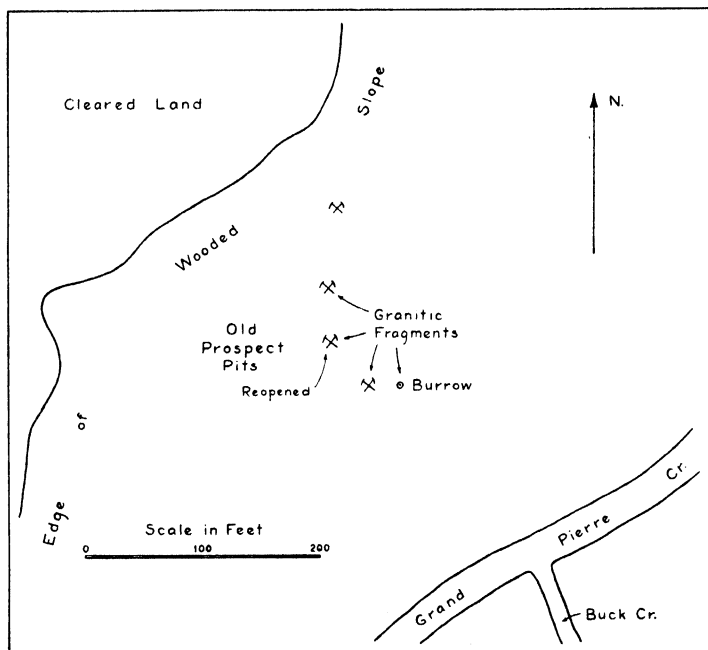 Cleared Land
Slope
N.
Wooded
Granitic
Fragments
Old
Prospect
Pits
Reopened
Burrow
Edge of
Scale in Feet
0 100 200
Grand Pierre Cr.
Buck Cr.